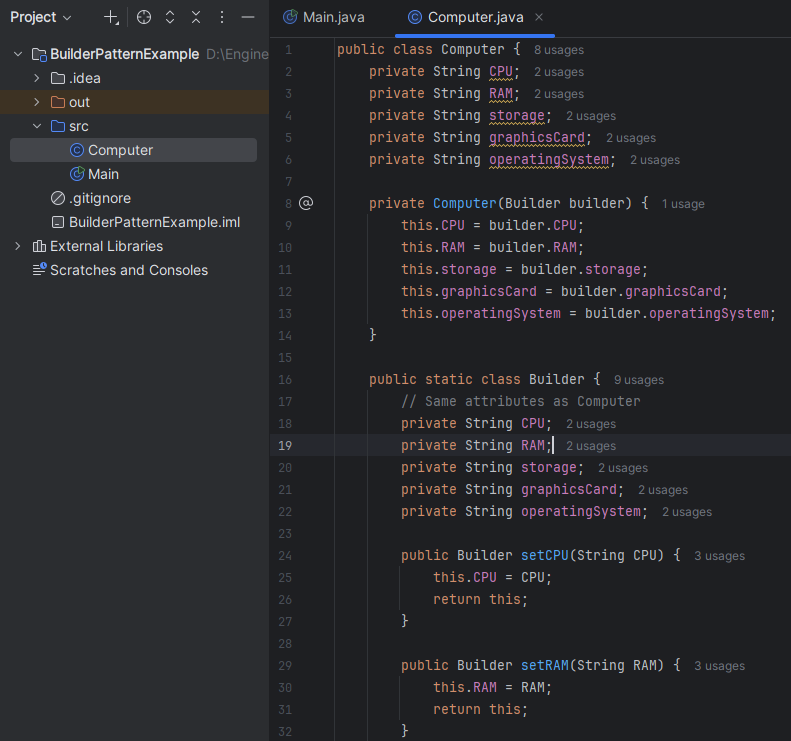 Project
BuilderPatternExample D:\Engine
.idea
out
src
Computer
Main
.gitignore
BuilderPatternExample.iml
External Libraries
Scratches and Consoles
Main.java Computer.java
1 public class Computer { 8 usages
2 private String CPU; 2 usages
3 private String RAM; 2 usages
4 private String storage; 2 usages
5 private String graphicsCard; 2 usages
6 private String operatingSystem; 2 usages
7
8 @ private Computer(Builder builder) { 1 usage
9 this.CPU = builder.CPU;
10 this.RAM = builder.RAM;
11 this.storage = builder.storage;
12 this.graphicsCard = builder.graphicsCard;
13 this.operatingSystem = builder.operatingSystem;
14 }
15
16 public static class Builder { 9 usages
17 // Same attributes as Computer
18 private String CPU; 2 usages
19 private String RAM; 2 usages
20 private String storage; 2 usages
21 private String graphicsCard; 2 usages
22 private String operatingSystem; 2 usages
23
24 public Builder setCPU(String CPU) { 3 usages
25 this.CPU = CPU;
26 return this;
27 }
28
29 public Builder setRAM(String RAM) { 3 usages
30 this.RAM = RAM;
31 return this;
32 }